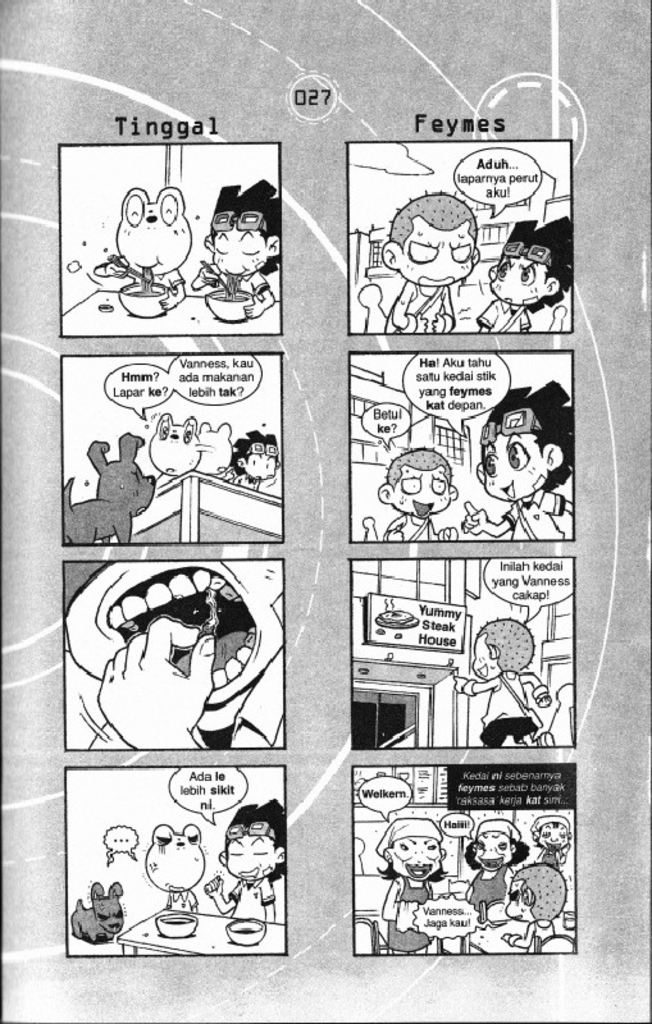 027
Tinggal
Hmm?
Lapar ke?
Vanness, kau
ada makanan
lebih tak?
Ada le
lebih sikit
ni.
...
Feymes
Aduh...
laparnya perut
aku!
Ha! Aku tahu
satu kedai stik
yang feymes
kat depan.
Betul
ke?
Inilah kedai
yang Vanness
cakap!
Yummy
Steak
House
Kedai ini sebenarnya
feymes sebab banyak
'raksasa' kerja kat sini...
Welkem.
Haiii!
Vanness...
Jaga kau!